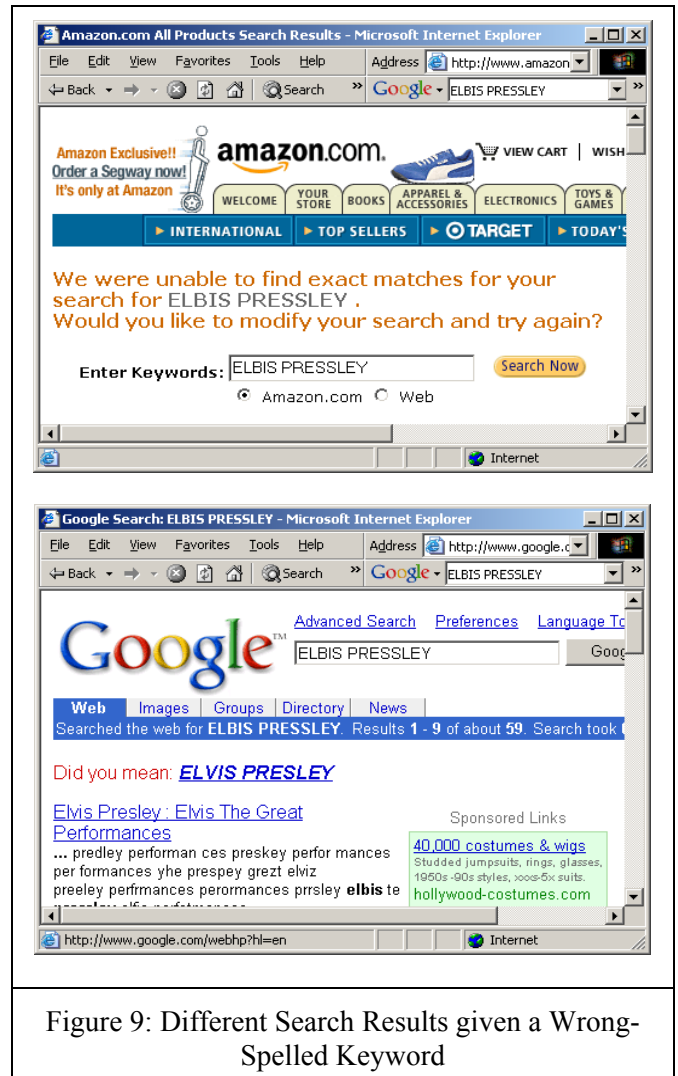 Amazon.com All Products Search Results - Microsoft Internet Explorer
File Edit View Favorites Tools Help Address http://www.amazon
Back Search » Google ELBIS PRESSLEY »
Amazon Exclusive!!
Order a Segway now!
It's only at Amazon
amazon.com.
VIEW CART | WISH
WELCOME YOUR STORE BOOKS APPAREL & ACCESSORIES ELECTRONICS TOYS & GAMES
INTERNATIONAL TOP SELLERS TARGET TODAY'S
We were unable to find exact matches for your
search for ELBIS PRESSLEY .
Would you like to modify your search and try again?
Enter Keywords: ELBIS PRESSLEY Search Now
Amazon.com Web
Internet
Google Search: ELBIS PRESSLEY - Microsoft Internet Explorer
File Edit View Favorites Tools Help Address http://www.google.c
Back Search » Google ELBIS PRESSLEY »
Google™
Advanced Search Preferences Language To
ELBIS PRESSLEY Goog
Web Images Groups Directory News
Searched the web for ELBIS PRESSLEY. Results 1 - 9 of about 59. Search took
Did you mean: ELVIS PRESLEY
Elvis Presley : Elvis The Great
Performances
... predley performan ces preskey perfor mances
per formances yhe prespey grezt elviz
preeley perfrmances perormances prrsley elbis te
Sponsored Links
40,000 costumes & wigs
Studded jumpsuits, rings, glasses,
1950s -90s styles, xxxs-5x suits.
hollywood-costumes.com
http://www.google.com/webhp?hl=en Internet
Figure 9: Different Search Results given a Wrong-
Spelled Keyword